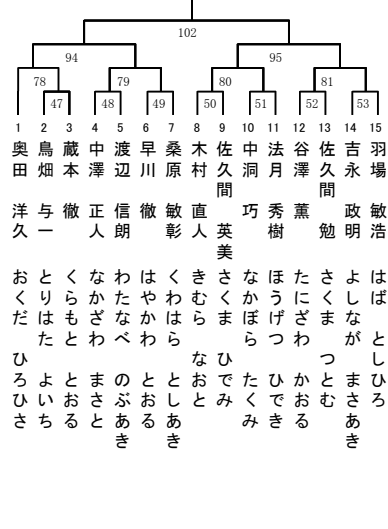 102
94 95
78 79 80 81
47 48 49 50 51 52 53
1 奥田 洋久 おくだ ひろひさ
2 鳥畑 与一 とりはた よいち
3 蔵本 徹 くらもと とおる
4 中澤 正人 なかざわ まさと
5 渡辺 信朗 わたなべ のぶあき
6 早川 徹 はやかわ とおる
7 桑原 敏彰 くわはら としあき
8 木村 直人 きむら なおと
9 佐久間 英美 さくま ひでみ
10 中洞 巧 なかぼら たくみ
11 法月 秀樹 ほうげつ ひでき
12 谷澤 薫 たにざわ かおる
13 佐久間 勉 さくま つとむ
14 吉永 政明 よしなが まさあき
15 羽場 敏浩 はば としひろ